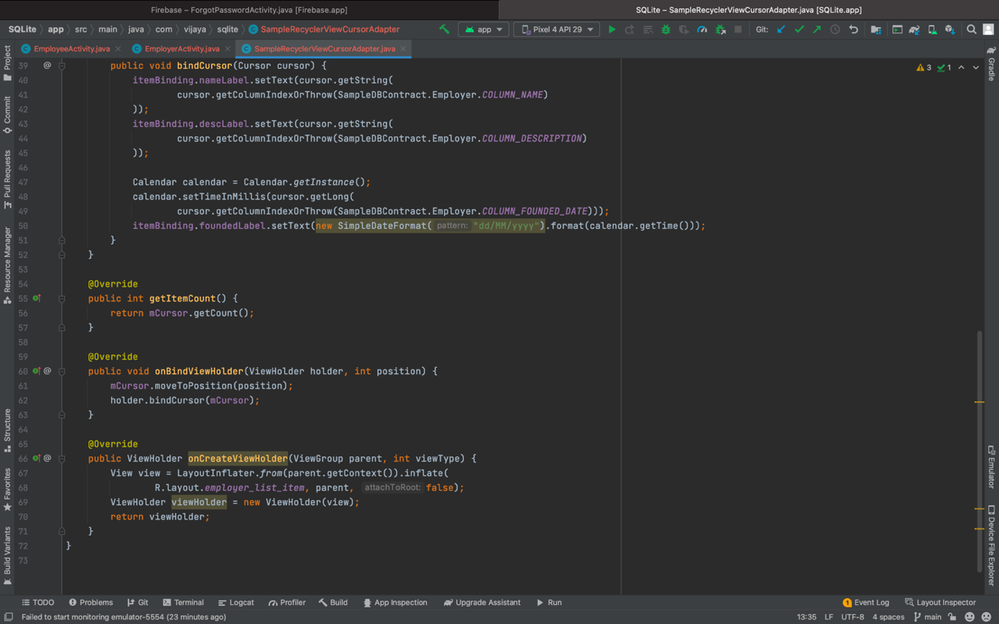 Firebase – ForgotPasswordActivity.java [Firebase.app]
SQLite – SampleRecyclerViewCursorAdapter.java [SQLite.app]
SQLite app src main java com vijaya sqlite SampleRecyclerViewCursorAdapter
app Pixel 4 API 29 Git:
EmployeeActivity.java EmployerActivity.java SampleRecyclerViewCursorAdapter.java
3 1
39 @ public void bindCursor(Cursor cursor) {
40 itemBinding.nameLabel.setText(cursor.getString(
41 cursor.getColumnIndexOrThrow(SampleDBContract.Employer.COLUMN_NAME)
42 ));
43 itemBinding.descLabel.setText(cursor.getString(
44 cursor.getColumnIndexOrThrow(SampleDBContract.Employer.COLUMN_DESCRIPTION)
45 ));
46
47 Calendar calendar = Calendar.getInstance();
48 calendar.setTimeInMillis(cursor.getLong(
49 cursor.getColumnIndexOrThrow(SampleDBContract.Employer.COLUMN_FOUNDED_DATE)));
50 itemBinding.foundedLabel.setText(new SimpleDateFormat( pattern: "dd/MM/yyyy").format(calendar.getTime()));
51 }
52 }
53
54 @Override
55 public int getItemCount() {
56 return mCursor.getCount();
57 }
58
59 @Override
60 @ public void onBindViewHolder(ViewHolder holder, int position) {
61 mCursor.moveToPosition(position);
62 holder.bindCursor(mCursor);
63 }
64
65 @Override
66 @ public ViewHolder onCreateViewHolder(ViewGroup parent, int viewType) {
67 View view = LayoutInflater.from(parent.getContext()).inflate(
68 R.layout.employer_list_item, parent, attachToRoot: false);
69 ViewHolder viewHolder = new ViewHolder(view);
70 return viewHolder;
71 }
72 }
73
Project
Commit
Pull Requests
Resource Manager
Structure
Favorites
Build Variants
Gradle
Emulator
Device File Explorer
TODO Problems Git Terminal Logcat Profiler Build App Inspection Upgrade Assistant Run 1 Event Log Layout Inspector
Failed to start monitoring emulator-5554 (23 minutes ago) 13:35 LF UTF-8 4 spaces main